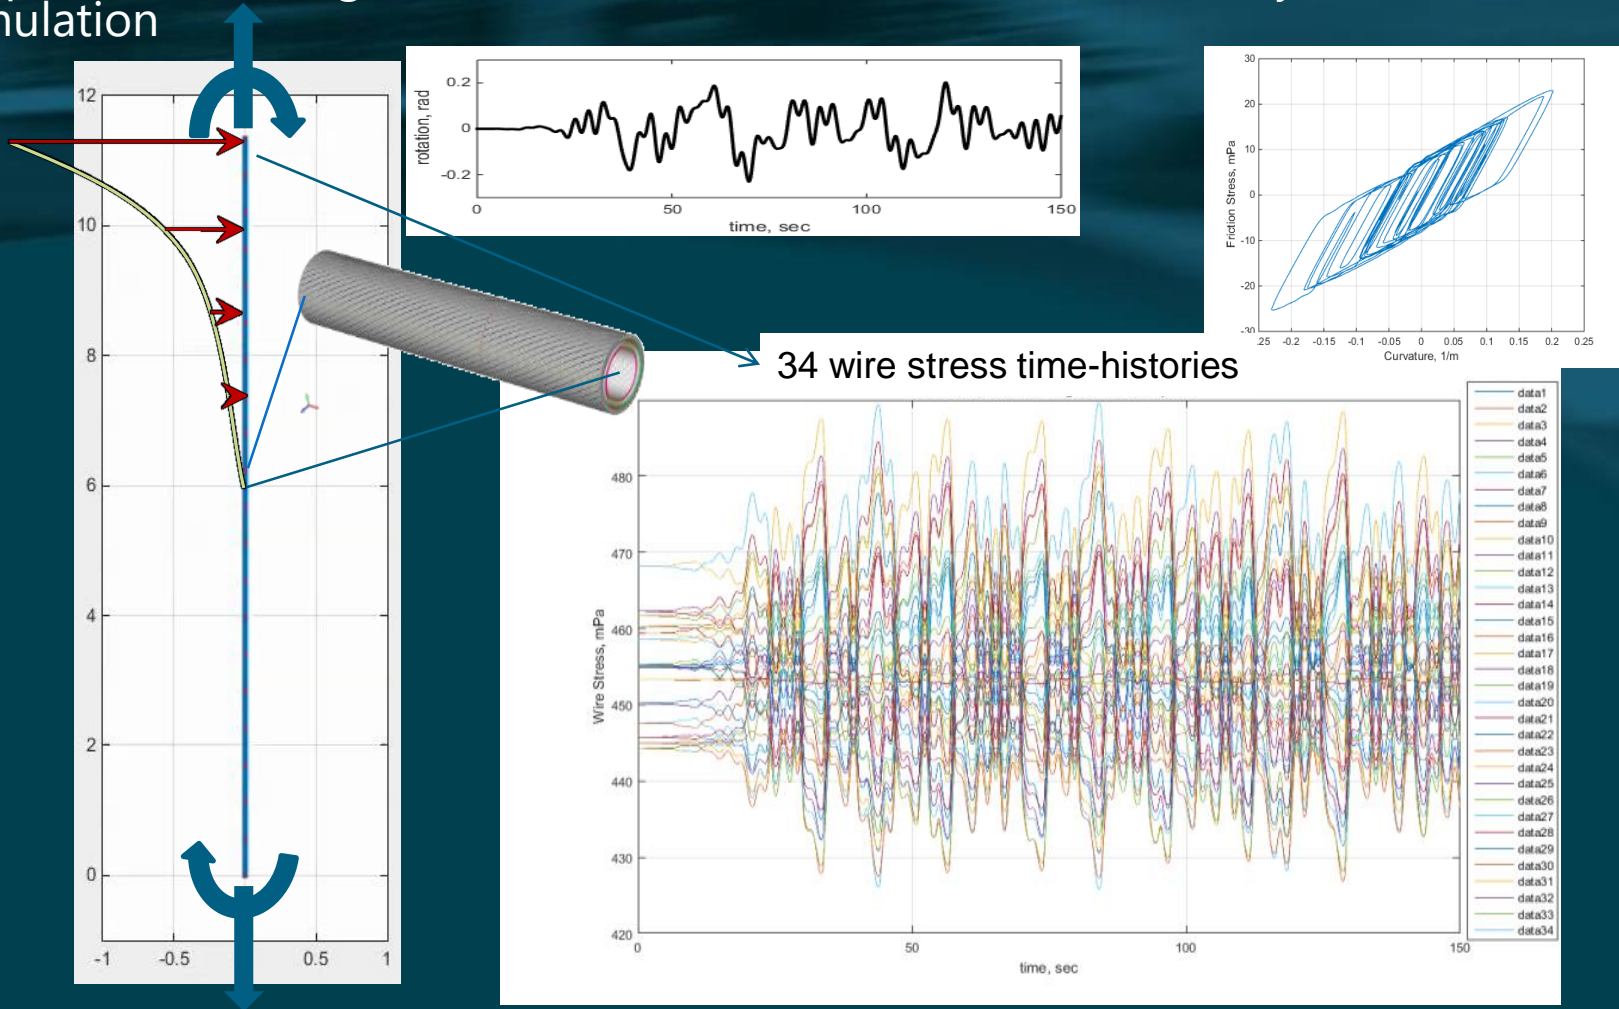 mulation
12
10
8
6
4
2
0
-1
-0.5
0.5
1
rotation, rad
0.2
0
-0.2
0
50
100
150
time, sec
Friction Stress, mPa
30
20
10
0
-10
-20
-30
.25
-0.2
-0.15
-0.1
-0.05
0
0.05
0.1
0.15
0.2
0.25
Curvature, 1/m
34 wire stress time-histories
Wire Stress, mPa
480
470
460
450
440
430
420
0
50
100
150
time, sec
data1
data2
data3
data4
data5
data6
data7
data8
data9
data10
data11
data12
data13
data14
data15
data16
data17
data18
data19
data20
data21
data22
data23
data24
data25
data26
data27
data28
data29
data30
data31
data32
data33
data34